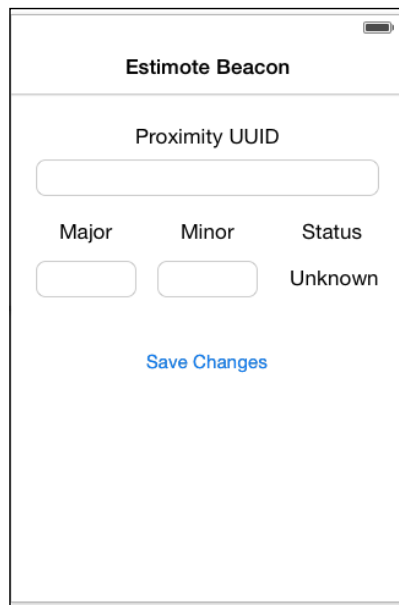 Estimote Beacon
Proximity UUID
Major Minor Status
Unknown
Save Changes